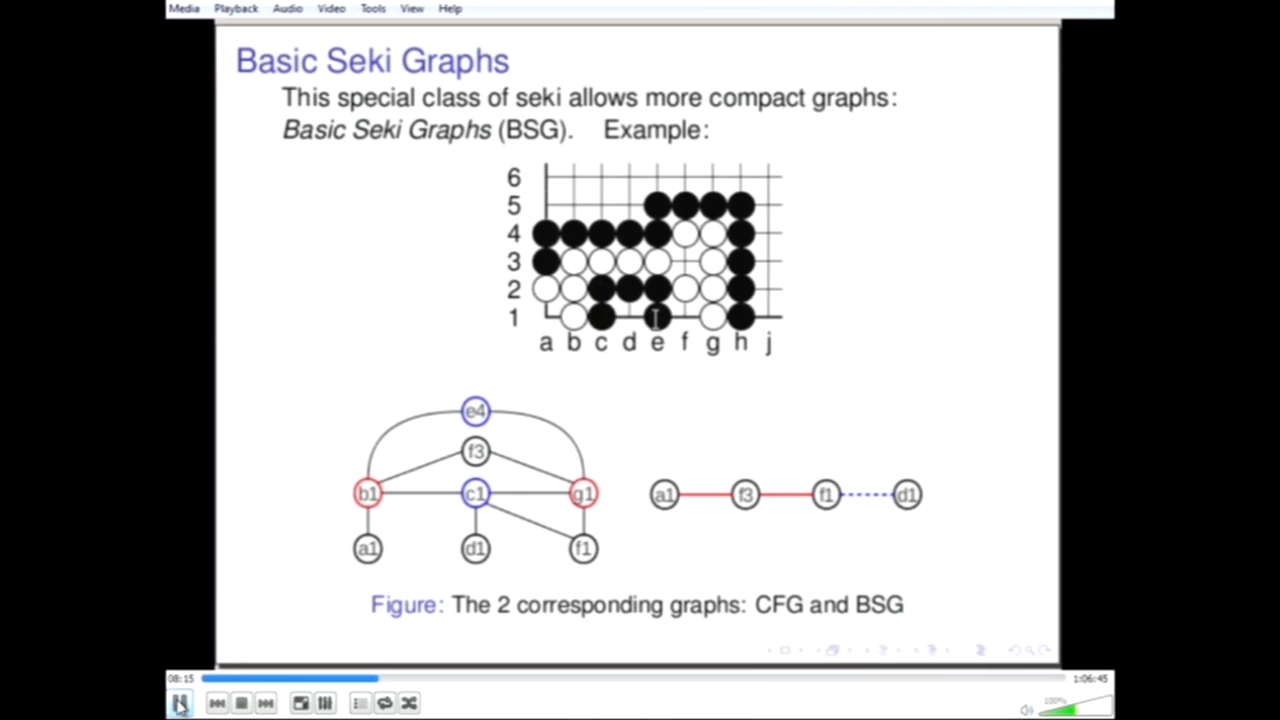 Media Playback Audio Video Tools View Help
Basic Seki Graphs
This special class of seki allows more compact graphs:
Basic Seki Graphs (BSG). Example:
6
5
4
3
2
1
a b c d e f g h j
e4
f3
b1 c1 g1 a1 f3 f1 d1
a1 d1 f1
Figure: The 2 corresponding graphs: CFG and BSG
08:15 1:06:45
100%